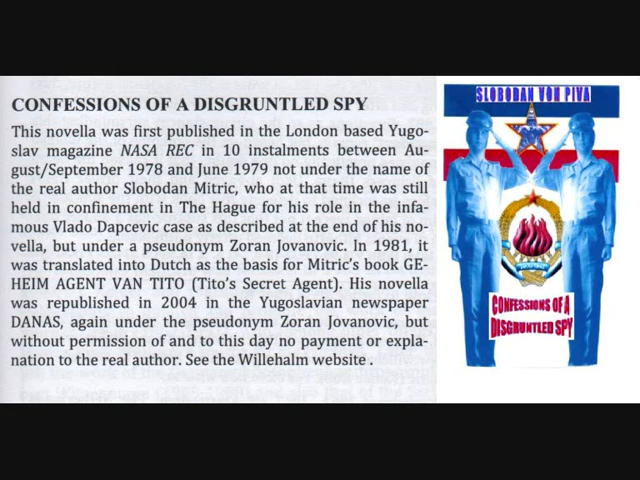 CONFESSIONS OF A DISGRUNTLED SPY
This novella was first published in the London based Yugo-
slav magazine NASA REC in 10 instalments between Au-
gust/September 1978 and June 1979 not under the name of
the real author Slobodan Mitric, who at that time was still
held in confinement in The Hague for his role in the infa-
mous Vlado Dapcevic case as described at the end of his no-
vella, but under a pseudonym Zoran Jovanovic. In 1981, it
was translated into Dutch as the basis for Mitric's book GE-
HEIM AGENT VAN TITO (Tito's Secret Agent). His novella
was republished in 2004 in the Yugoslavian newspaper
DANAS, again under the pseudonym Zoran Jovanovic, but
without permission of and to this day no payment or expla-
nation to the real author. See the Willehalm website .
SLOBODAN VON PIVA
CONFESSIONS OF A
DISGRUNTLED SPY